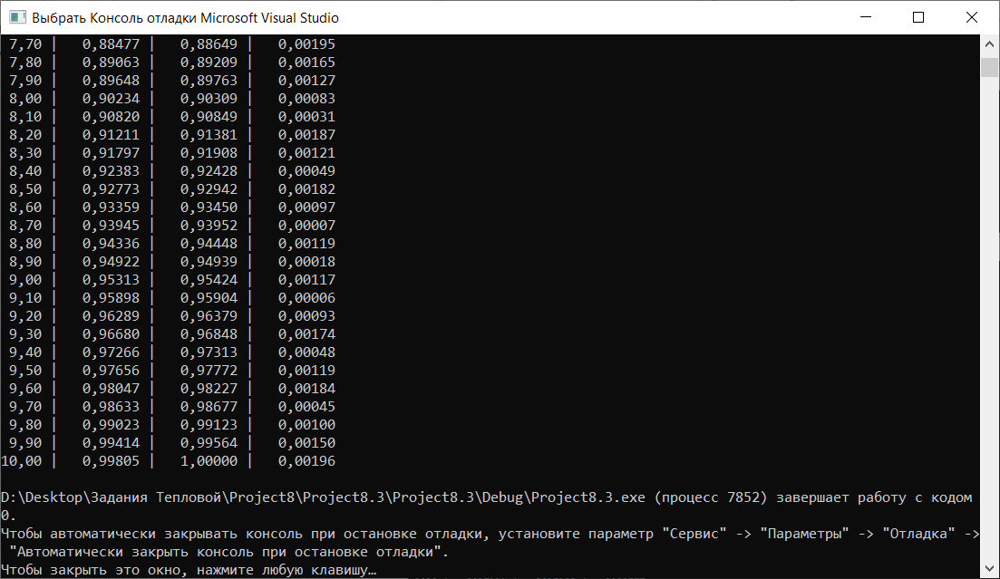 Выбрать Консоль отладки Microsoft Visual Studio
7,70 | 0,88477 | 0,88649 | 0,00195
7,80 | 0,89063 | 0,89209 | 0,00165
7,90 | 0,89648 | 0,89763 | 0,00127
8,00 | 0,90234 | 0,90309 | 0,00083
8,10 | 0,90820 | 0,90849 | 0,00031
8,20 | 0,91211 | 0,91381 | 0,00187
8,30 | 0,91797 | 0,91908 | 0,00121
8,40 | 0,92383 | 0,92428 | 0,00049
8,50 | 0,92773 | 0,92942 | 0,00182
8,60 | 0,93359 | 0,93450 | 0,00097
8,70 | 0,93945 | 0,93952 | 0,00007
8,80 | 0,94336 | 0,94448 | 0,00119
8,90 | 0,94922 | 0,94939 | 0,00018
9,00 | 0,95313 | 0,95424 | 0,00117
9,10 | 0,95898 | 0,95904 | 0,00006
9,20 | 0,96289 | 0,96379 | 0,00093
9,30 | 0,96680 | 0,96848 | 0,00174
9,40 | 0,97266 | 0,97313 | 0,00048
9,50 | 0,97656 | 0,97772 | 0,00119
9,60 | 0,98047 | 0,98227 | 0,00184
9,70 | 0,98633 | 0,98677 | 0,00045
9,80 | 0,99023 | 0,99123 | 0,00100
9,90 | 0,99414 | 0,99564 | 0,00150
10,00 | 0,99805 | 1,00000 | 0,00196
D:\Desktop\Задания Тепловой\Project8\Project8.3\Project8.3\Debug\Project8.3.exe (процесс 7852) завершает работу с кодом
0.
Чтобы автоматически закрывать консоль при остановке отладки, установите параметр "Сервис" -> "Параметры" -> "Отладка" ->
"Автоматически закрыть консоль при остановке отладки".
Чтобы закрыть это окно, нажмите любую клавишу…